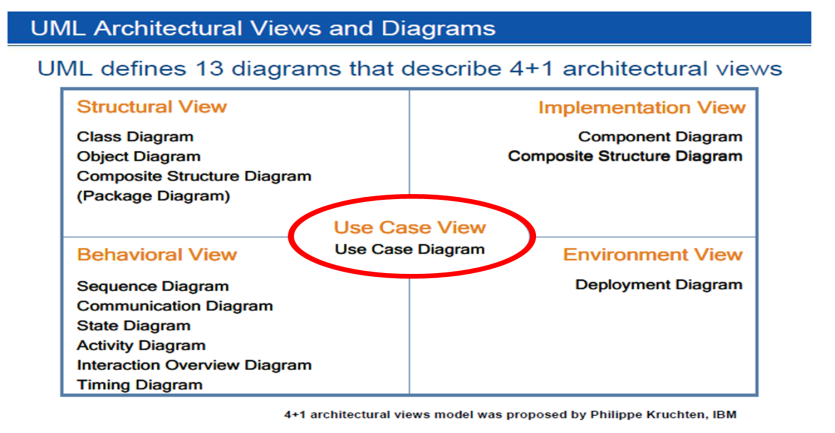 UML Architectural Views and Diagrams
UML defines 13 diagrams that describe 4+1 architectural views
Structural View
Class Diagram
Object Diagram
Composite Structure Diagram
(Package Diagram)
Implementation View
Component Diagram
Composite Structure Diagram
Use Case View
Use Case Diagram
Behavioral View
Sequence Diagram
Communication Diagram
State Diagram
Activity Diagram
Interaction Overview Diagram
Timing Diagram
Environment View
Deployment Diagram
4+1 architectural views model was proposed by Philippe Kruchten, IBM